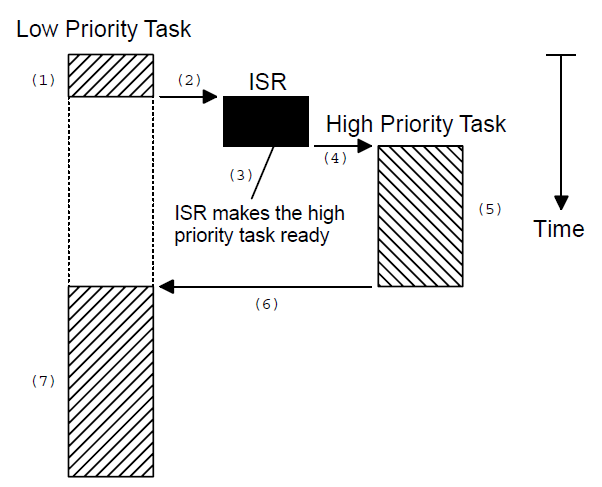 Low Priority Task
(1)
(2)
ISR
High Priority Task
(3)
(4)
ISR makes the high
priority task ready
(5)
Time
(6)
(7)